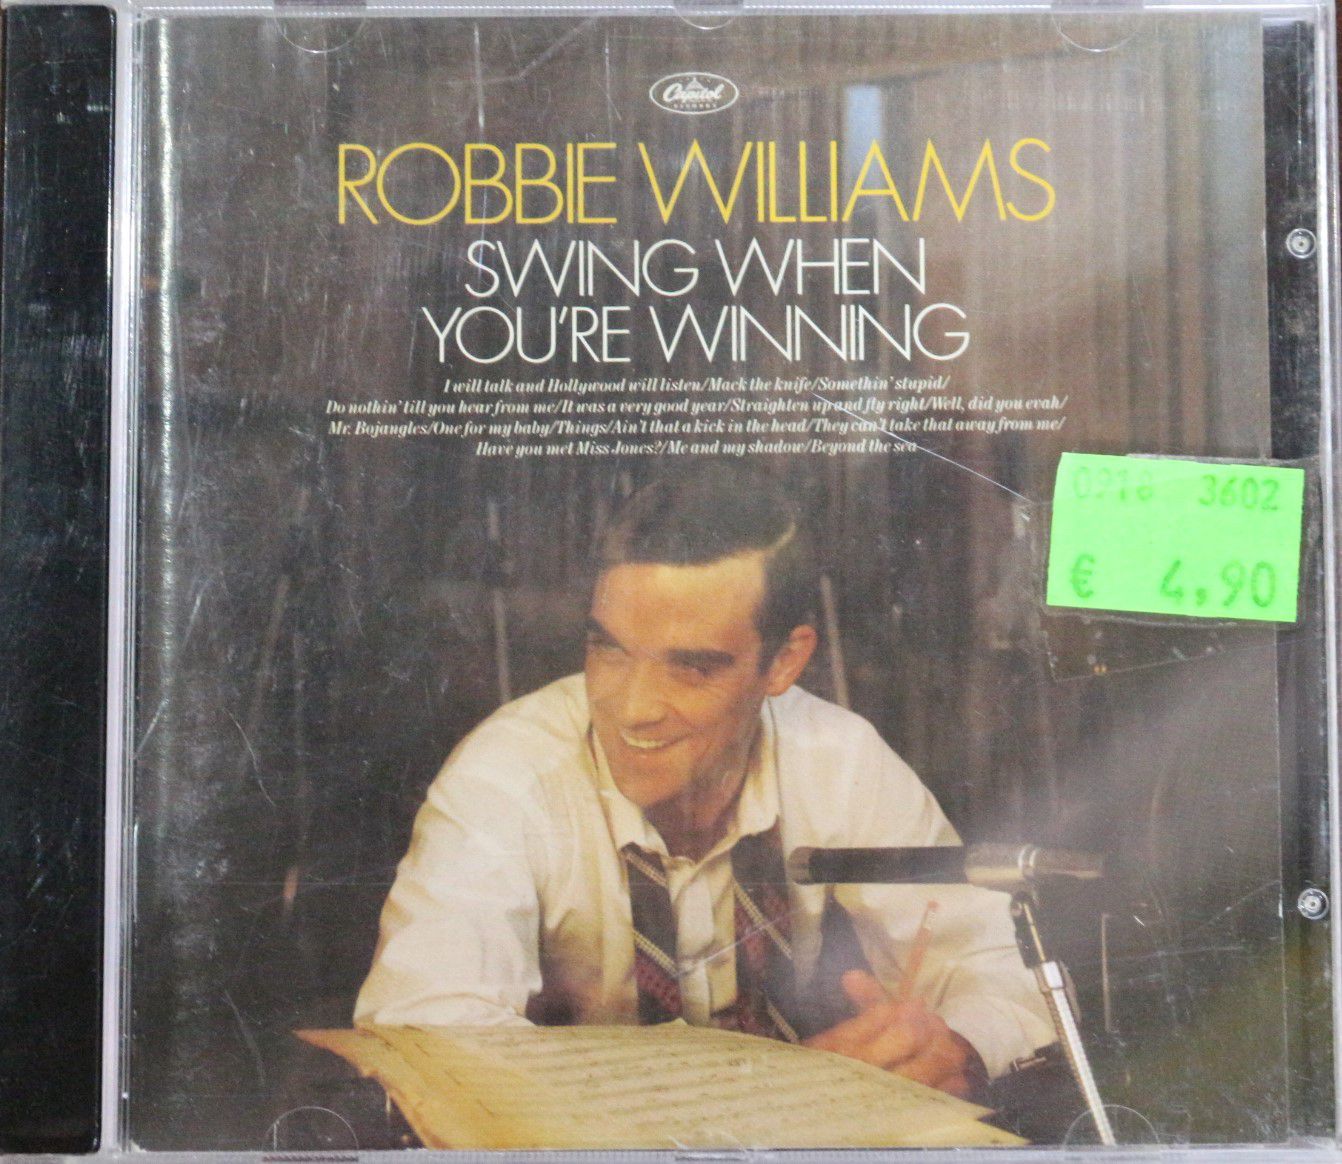 Capitol
RECORDS
ROBBIE WILLIAMS
SWING WHEN
YOU'RE WINNING
I will talk and Hollywood will listen/Mack the knife/Somethin' stupid/
Do nothin' till you hear from me/It was a very good year/Straighten up and fly right/Well, did you evah/
Mr. Bojangles/One for my baby/Things/Ain't that a kick in the head/They can't take that away from me/
Have you met Miss Jones?/Me and my shadow/Beyond the sea
0918 3602
€ 4,90